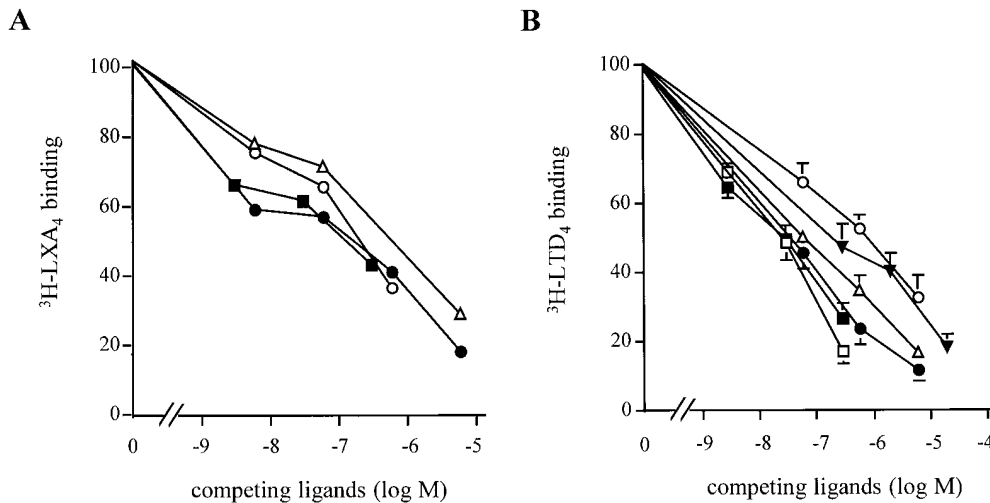 A
100
80
60
40
20
0
³H-LXA₄ binding
0 -9 -8 -7 -6 -5
competing ligands (log M)
B
100
80
60
40
20
0
³H-LTD₄ binding
0 -9 -8 -7 -6 -5 -4
competing ligands (log M)